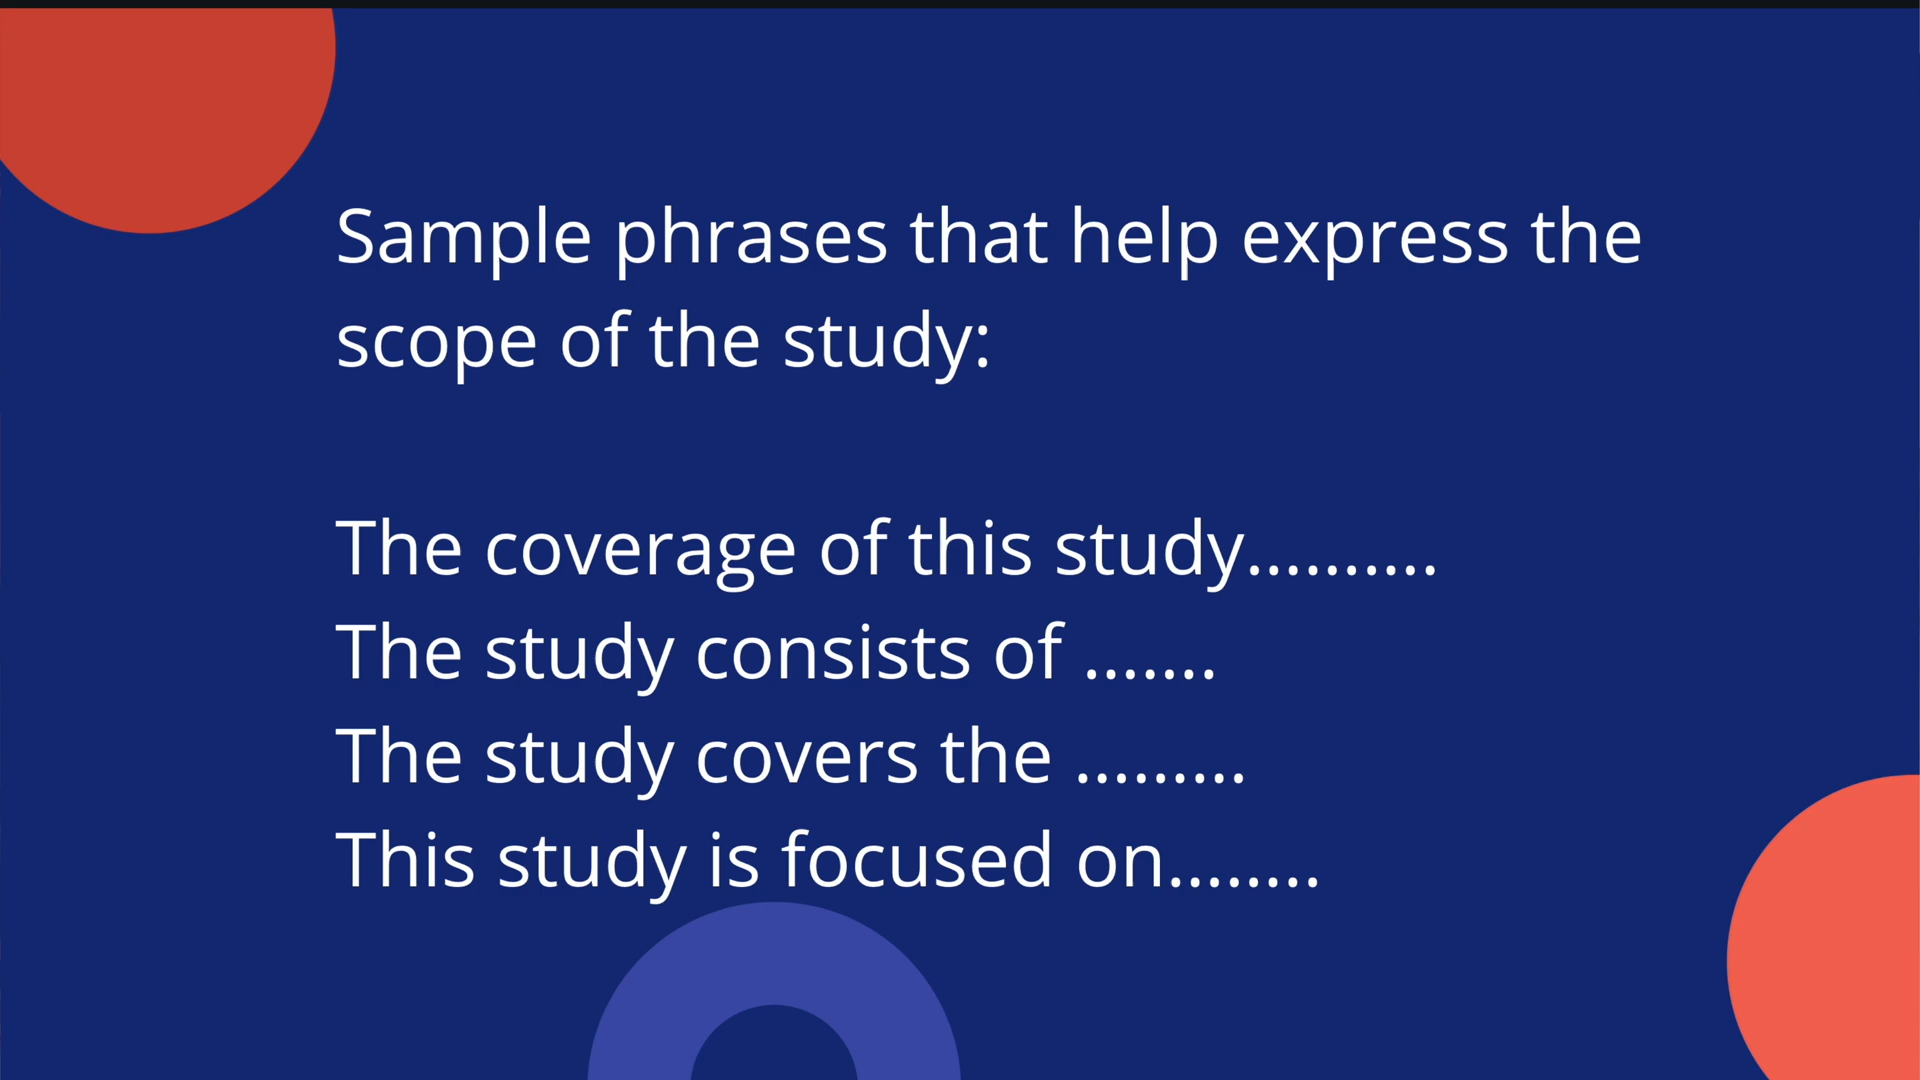 Sample phrases that help express the
scope of the study:
The coverage of this study..........
The study consists of .......
The study covers the .........
This study is focused on........